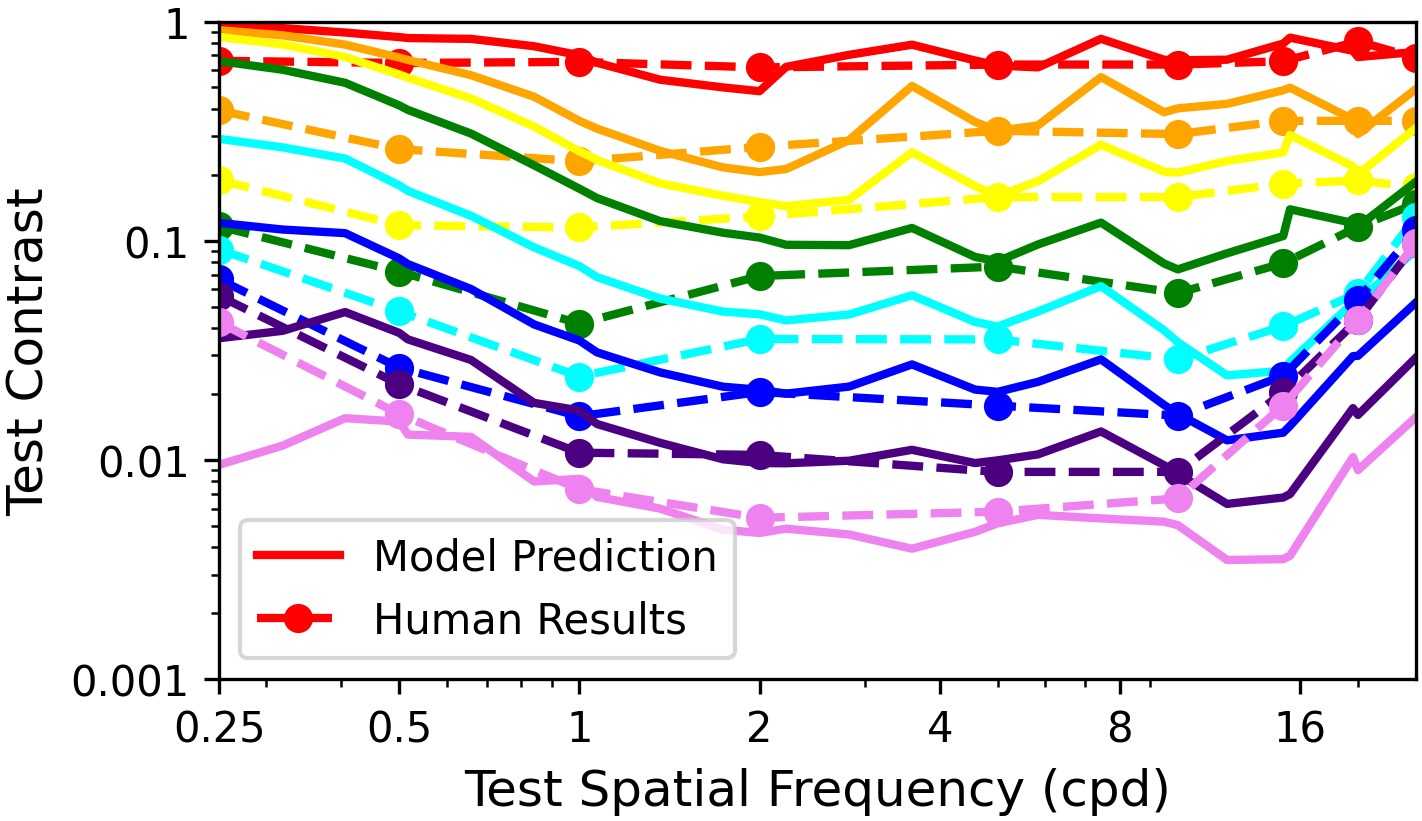 1
0.1
0.01
0.001
Test Contrast
Model Prediction
Human Results
0.25 0.5 1 2 4 8 16
Test Spatial Frequency (cpd)